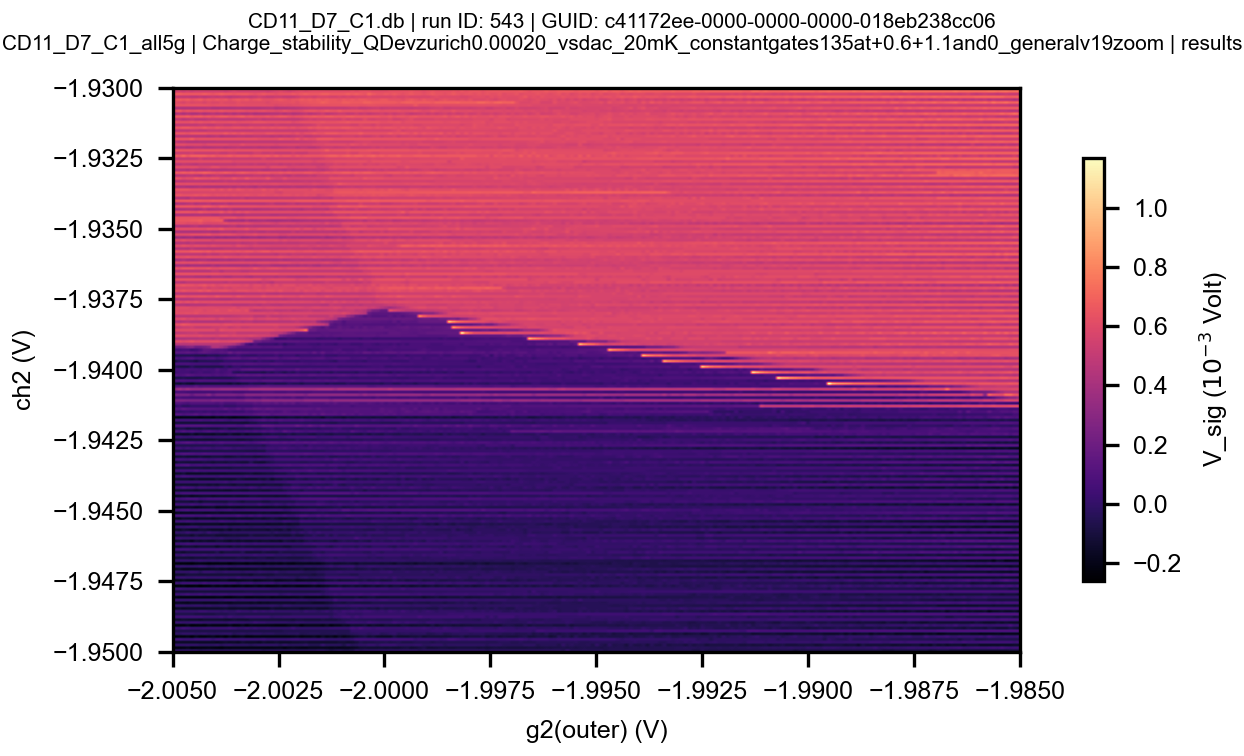 CD11_D7_C1.db | run ID: 543 | GUID: c41172ee-0000-0000-0000-018eb238cc06
CD11_D7_C1_all5g | Charge_stability_QDevzurich0.00020_vsdac_20mK_constantgates135at+0.6+1.1and0_generalv19zoom | results
−1.9300
−1.9325
−1.9350
−1.9375
−1.9400
−1.9425
−1.9450
−1.9475
−1.9500
ch2 (V)
−2.0050 −2.0025 −2.0000 −1.9975 −1.9950 −1.9925 −1.9900 −1.9875 −1.9850
g2(outer) (V)
1.0
0.8
0.6
0.4
0.2
0.0
−0.2
V_sig (10⁻³ Volt)